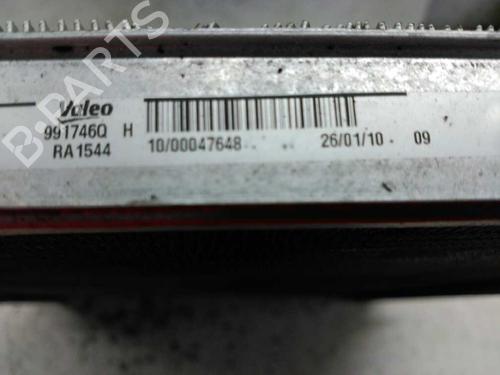 Valeo
991746Q H
RA1544
10/00047648
26/01/10 09
B-PARTS